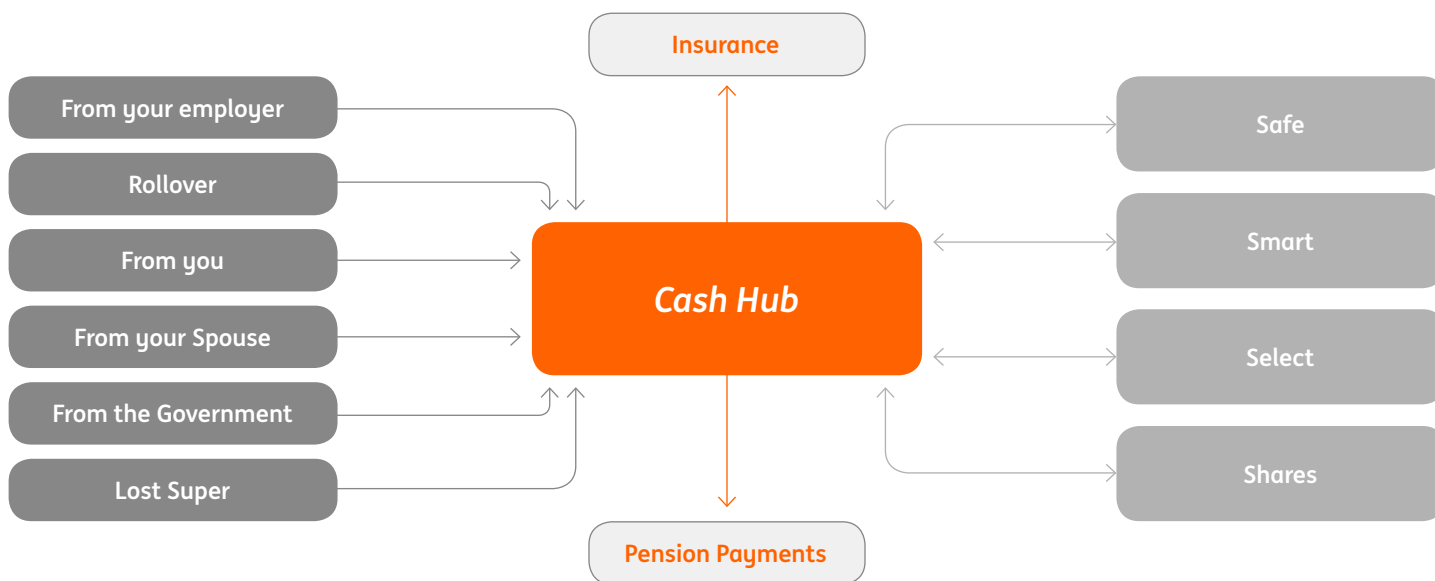 Insurance
From your employer
Rollover
From you
From your Spouse
From the Government
Lost Super
Cash Hub
Safe
Smart
Select
Shares
Pension Payments